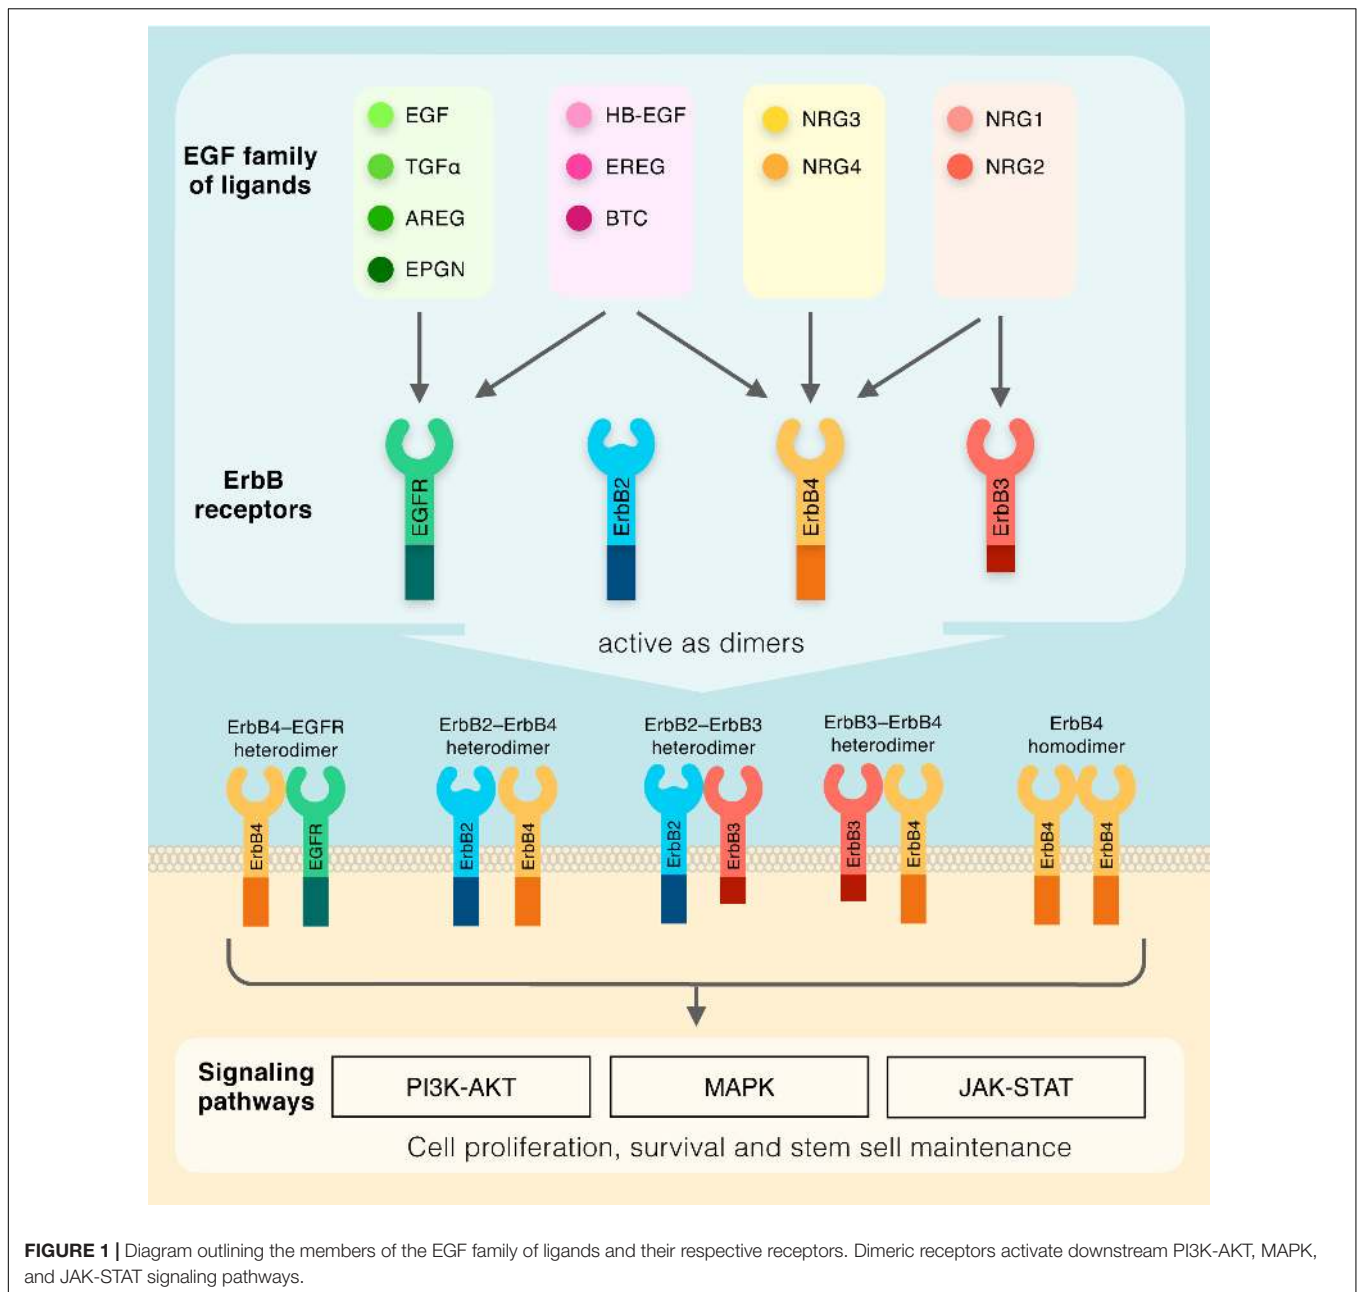 EGF family
of ligands
EGF
TGFα
AREG
EPGN
HB-EGF
EREG
BTC
NRG3
NRG4
NRG1
NRG2
ErbB
receptors
EGFR
ErbB2
ErbB4
ErbB3
active as dimers
ErbB4–EGFR
heterodimer
ErbB2–ErbB4
heterodimer
ErbB2–ErbB3
heterodimer
ErbB3–ErbB4
heterodimer
ErbB4
homodimer
ErbB4
EGFR
ErbB2
ErbB4
ErbB2
ErbB3
ErbB3
ErbB4
ErbB4
ErbB4
Signaling
pathways
PI3K-AKT
MAPK
JAK-STAT
Cell proliferation, survival and stem sell maintenance
FIGURE 1 | Diagram outlining the members of the EGF family of ligands and their respective receptors. Dimeric receptors activate downstream PI3K-AKT, MAPK,
and JAK-STAT signaling pathways.